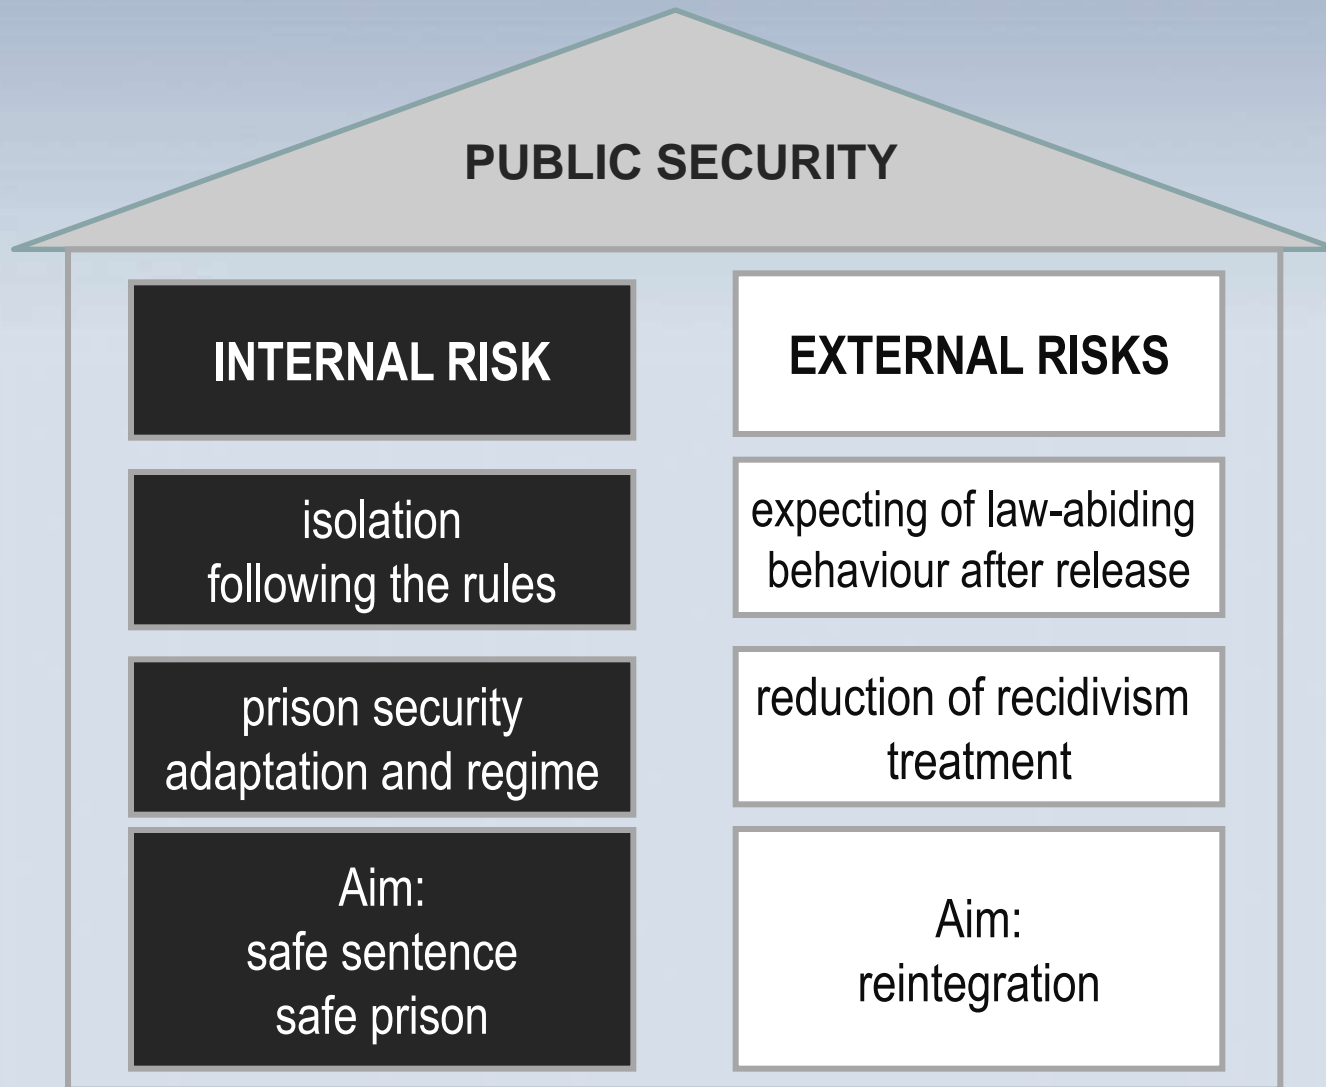 PUBLIC SECURITY
INTERNAL RISK
isolation
following the rules
prison security
adaptation and regime
Aim:
safe sentence
safe prison
EXTERNAL RISKS
expecting of law-abiding
behaviour after release
reduction of recidivism
treatment
Aim:
reintegration